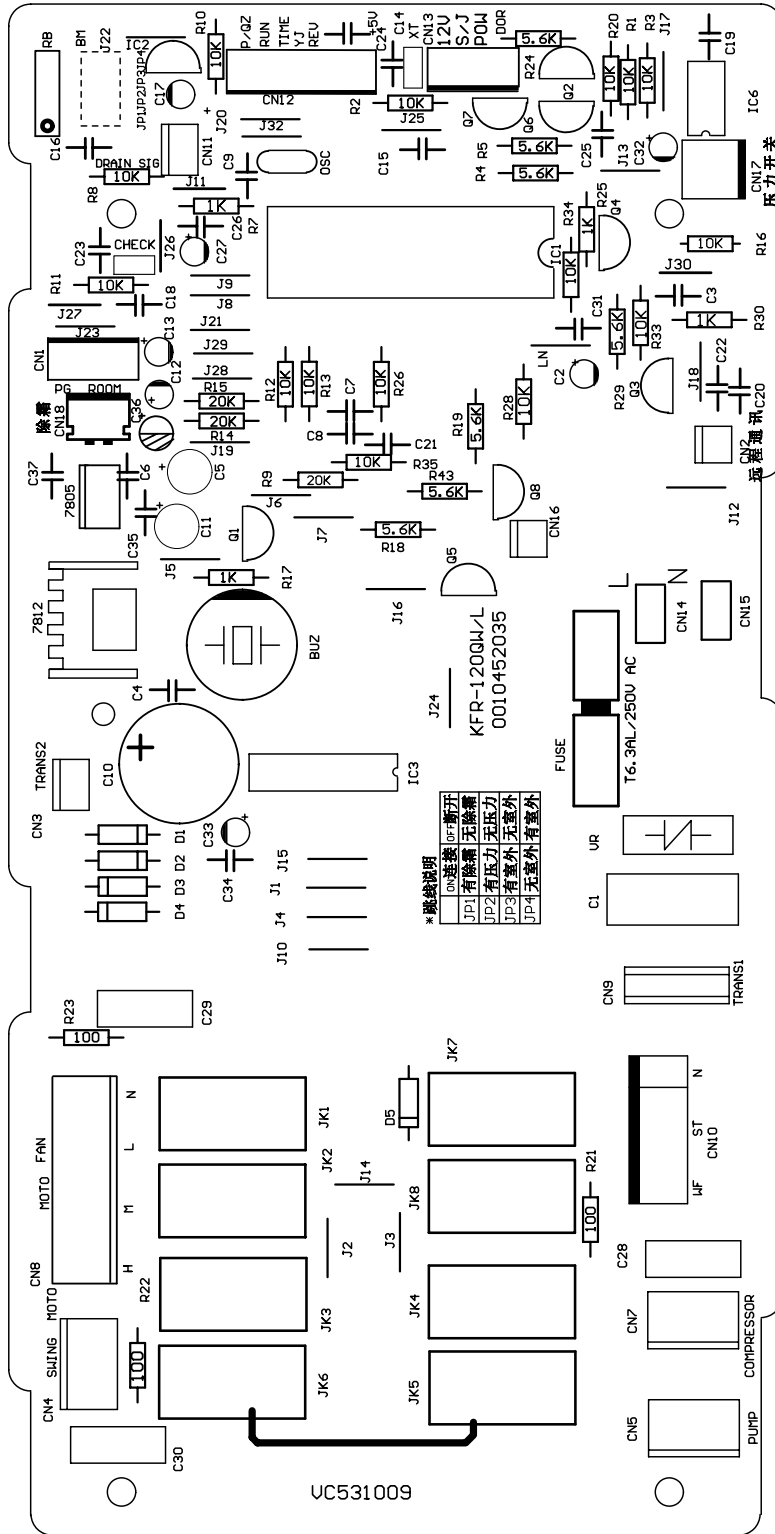 RB
BM
J22
IC2
R10
10K
P/QZ
RUN
TIME
YJ
REV
+5V
C24
C14
XT
CN13
12V
S/J
POW
DOR
5.6K
R24
R20
R1
R3
J17
C19
JP1
JP2
JP3
JP4
C17
CN12
R2
10K
Q2
10K
10K
10K
IC6
J20
J32
J25
Q7
Q6
C16
CN11
C9
OSC
C15
R5
5.6K
C25
C32
DRAIN SIG
10K
R8
J11
R4
5.6K
J13
CN17
压力开关
1K
R7
C26
R34
1K
R25
Q4
C23
CHECK
J26
C27
IC1
10K
10K
R16
R11
10K
J9
J30
C18
J8
C31
C3
J27
J23
C13
J21
5.6K
10K
R33
1K
R30
CN1
J29
LN
C22
C12
J28
R12
10K
10K
R13
10K
R26
C2
R29
Q3
J18
C20
PG
ROOM
R15
20K
C7
R28
10K
除霜
CN18
C36
20K
R14
C8
R19
5.6K
J19
C21
CN2
远程通讯
C37
C6
C5
10K
R35
7805
R9
20K
R43
5.6K
Q8
J6
J12
C35
C11
Q1
J7
5.6K
R18
CN16
J5
1K
R17
Q5
L
N
7812
J16
CN14
CN15
BUZ
C4
J24
KFR-120QW/L
0010452035
TRANS2
C10
IC3
FUSE
T6.3AL/250V AC
CN3
*跳线说明
ON连接 OFF断开
JP1 有除霜 无除霜
JP2 有压力 无压力
JP3 有室外 无室外
JP4 无室外 有室外
D1
C33
VR
D2
C34
J15
D3
J1
C1
D4
J4
J10
CN9
TRANS1
R23
100
C29
JK7
MOTO FAN
N
JK1
D5
N
L
JK2
J14
R21
ST
CN10
M
JK8
100
WF
J2
J3
CN8
H
R22
C28
SWING MOTO
JK3
JK4
CN7
COMPRESSOR
100
CN4
JK6
JK5
CN5
PUMP
C30
VC531009